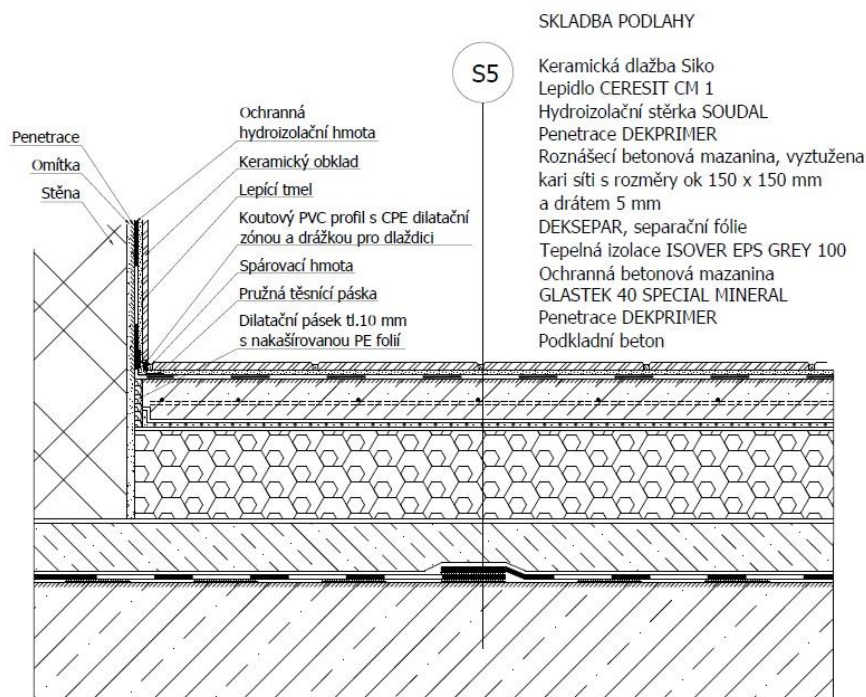 SKLADBA PODLAHY
S5
Keramická dlažba Siko
Lepidlo CERESIT CM 1
Hydroizolační stěrka SOUDAL
Penetrace DEKPRIMER
Roznášecí betonová mazanina, vyztužena
kari síti s rozměry ok 150 x 150 mm
a drátem 5 mm
DEKSEPAR, separační fólie
Tepelná izolace ISOVER EPS GREY 100
Ochranná betonová mazanina
GLASTEK 40 SPECIAL MINERAL
Penetrace DEKPRIMER
Podkladní beton
Penetrace
Omítka
Stěna
Ochranná
hydroizolační hmota
Keramický obklad
Lepící tmel
Koutový PVC profil s CPE dilatační
zónou a drážkou pro dlaždici
Spárovací hmota
Pružná těsnící páska
Dilatační pásek tl.10 mm
s nakašírovanou PE folií